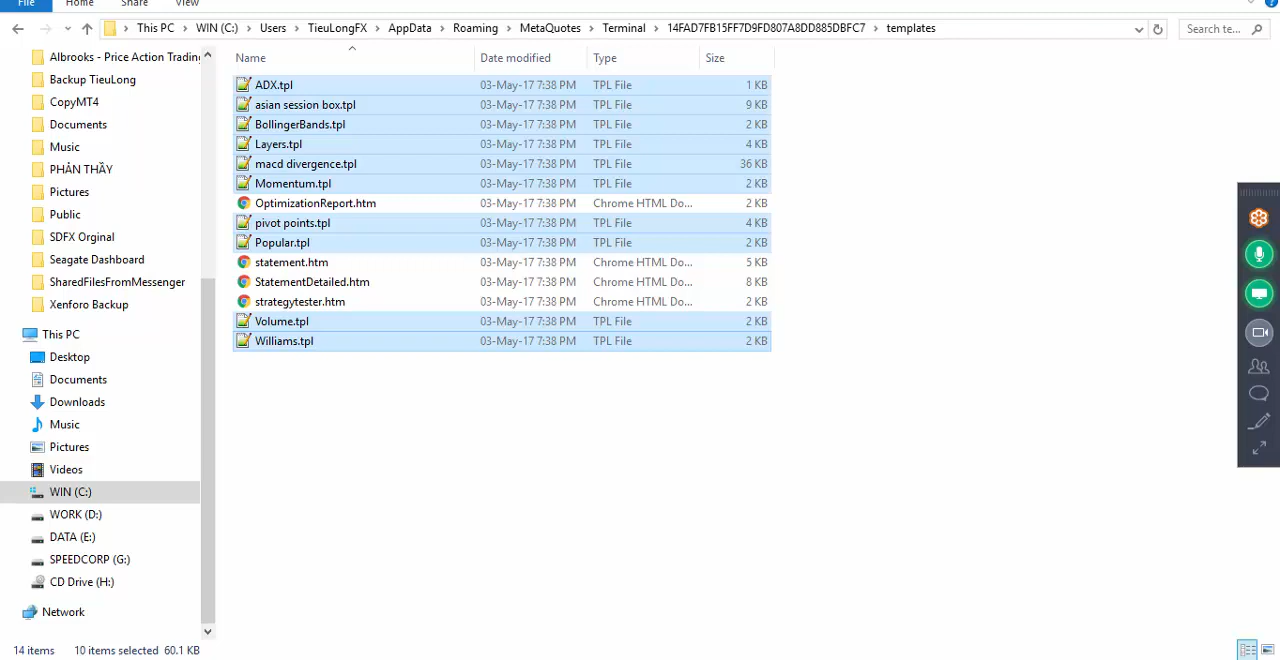 File Home Share View
This PC WIN (C:) Users TieuLongFX AppData Roaming MetaQuotes Terminal 14FAD7FB15FF7D9FD807A8DD885DBFC7 templates
Search te...
Albrooks - Price Action Trading
Backup TieuLong
CopyMT4
Documents
Music
PHÂN THẦY
Pictures
Public
SDFX Orginal
Seagate Dashboard
SharedFilesFromMessenger
Xenforo Backup
This PC
Desktop
Documents
Downloads
Music
Pictures
Videos
WIN (C:)
WORK (D:)
DATA (E:)
SPEEDCORP (G:)
CD Drive (H:)
Network
Name Date modified Type Size
ADX.tpl 03-May-17 7:38 PM TPL File 1 KB
asian session box.tpl 03-May-17 7:38 PM TPL File 9 KB
BollingerBands.tpl 03-May-17 7:38 PM TPL File 2 KB
Layers.tpl 03-May-17 7:38 PM TPL File 4 KB
macd divergence.tpl 03-May-17 7:38 PM TPL File 36 KB
Momentum.tpl 03-May-17 7:38 PM TPL File 2 KB
OptimizationReport.htm 03-May-17 7:38 PM Chrome HTML Do... 2 KB
pivot points.tpl 03-May-17 7:38 PM TPL File 4 KB
Popular.tpl 03-May-17 7:38 PM TPL File 2 KB
statement.htm 03-May-17 7:38 PM Chrome HTML Do... 5 KB
StatementDetailed.htm 03-May-17 7:38 PM Chrome HTML Do... 8 KB
strategytester.htm 03-May-17 7:38 PM Chrome HTML Do... 2 KB
Volume.tpl 03-May-17 7:38 PM TPL File 2 KB
Williams.tpl 03-May-17 7:38 PM TPL File 2 KB
14 items 10 items selected 60.1 KB